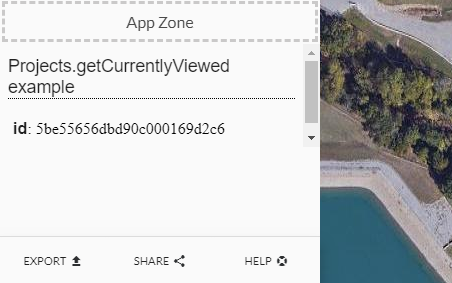 App Zone
Projects.getCurrentlyViewed
example
id: 5be55656dbd90c000169d2c6
EXPORT SHARE HELP